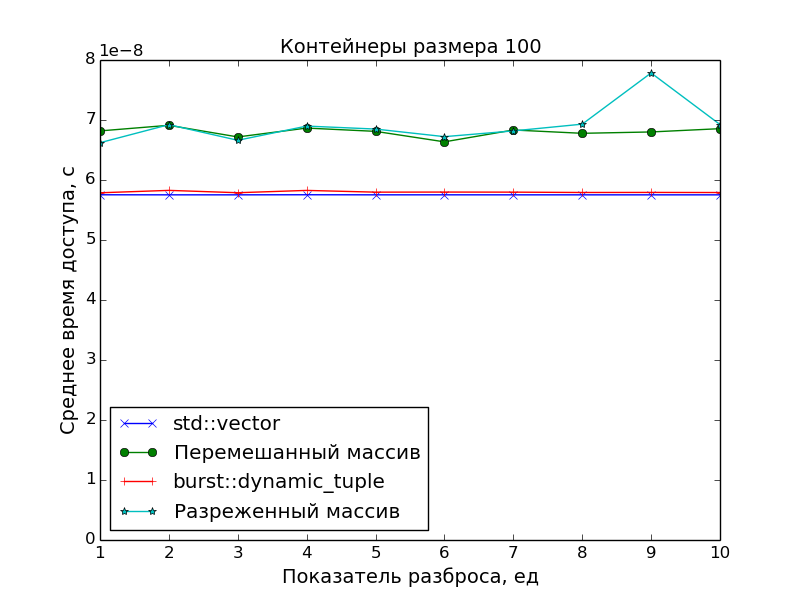 Контейнеры размера 100
1e−8
8
7
6
5
4
3
2
1
0
Среднее время доступа, с
std::vector
Перемешанный массив
burst::dynamic_tuple
Разреженный массив
1 2 3 4 5 6 7 8 9 10
Показатель разброса, ед